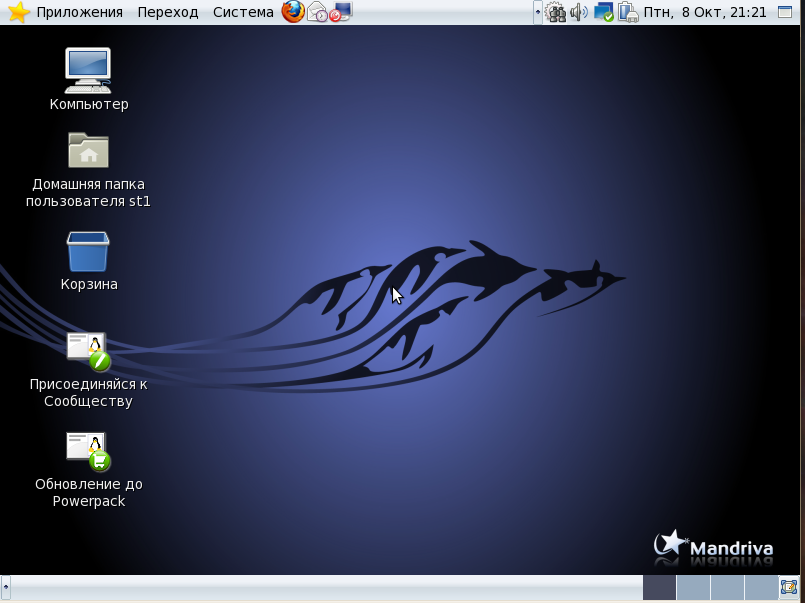 Приложения Переход Система Птн, 8 Окт, 21:21
Компьютер
Домашняя папка
пользователя st1
Корзина
Присоединяйся к
Сообществу
Обновление до
Powerpack
Mandriva